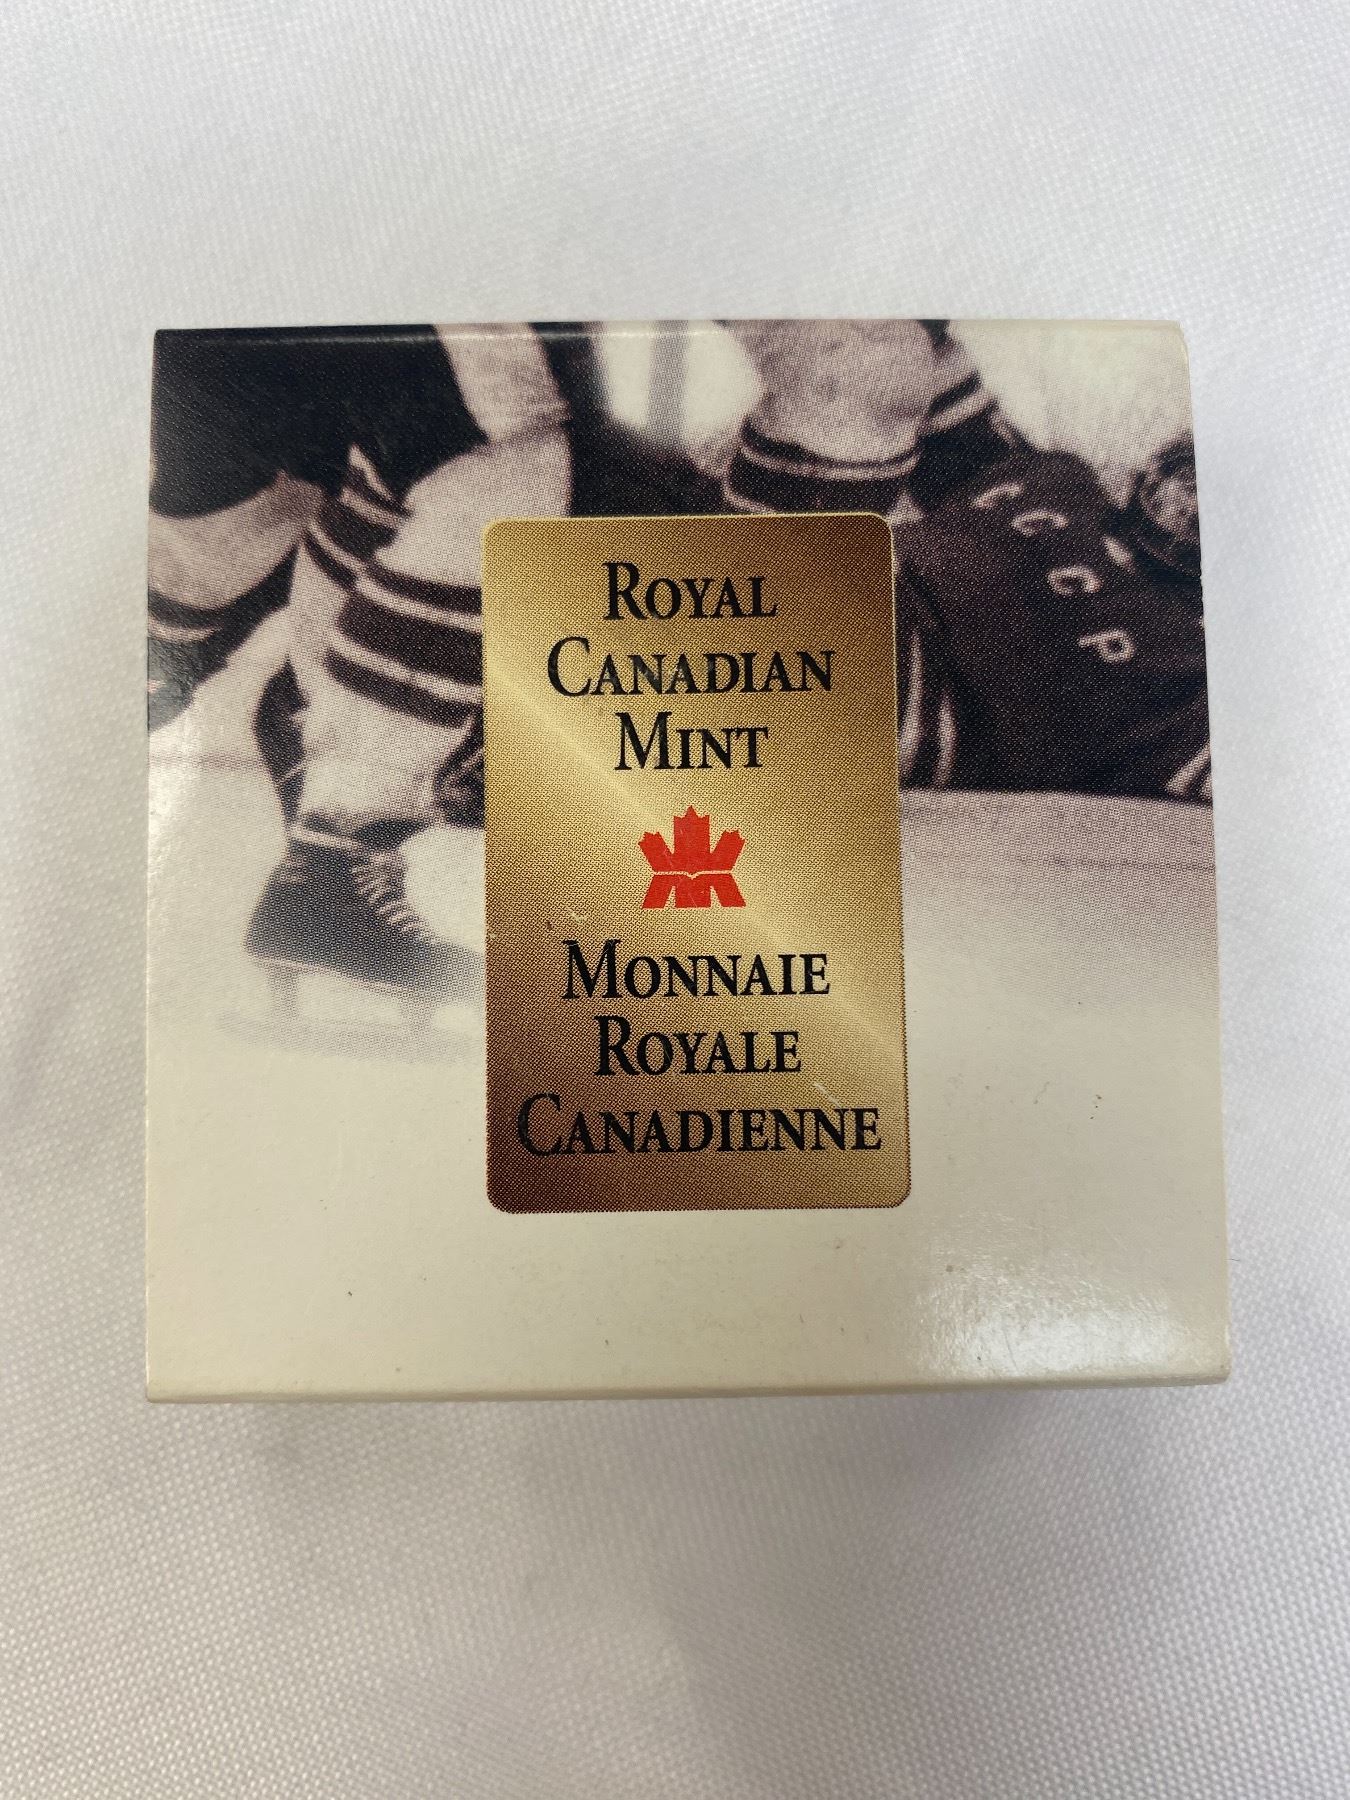 CCCP
ROYAL
CANADIAN
MINT
MONNAIE
ROYALE
CANADIENNE